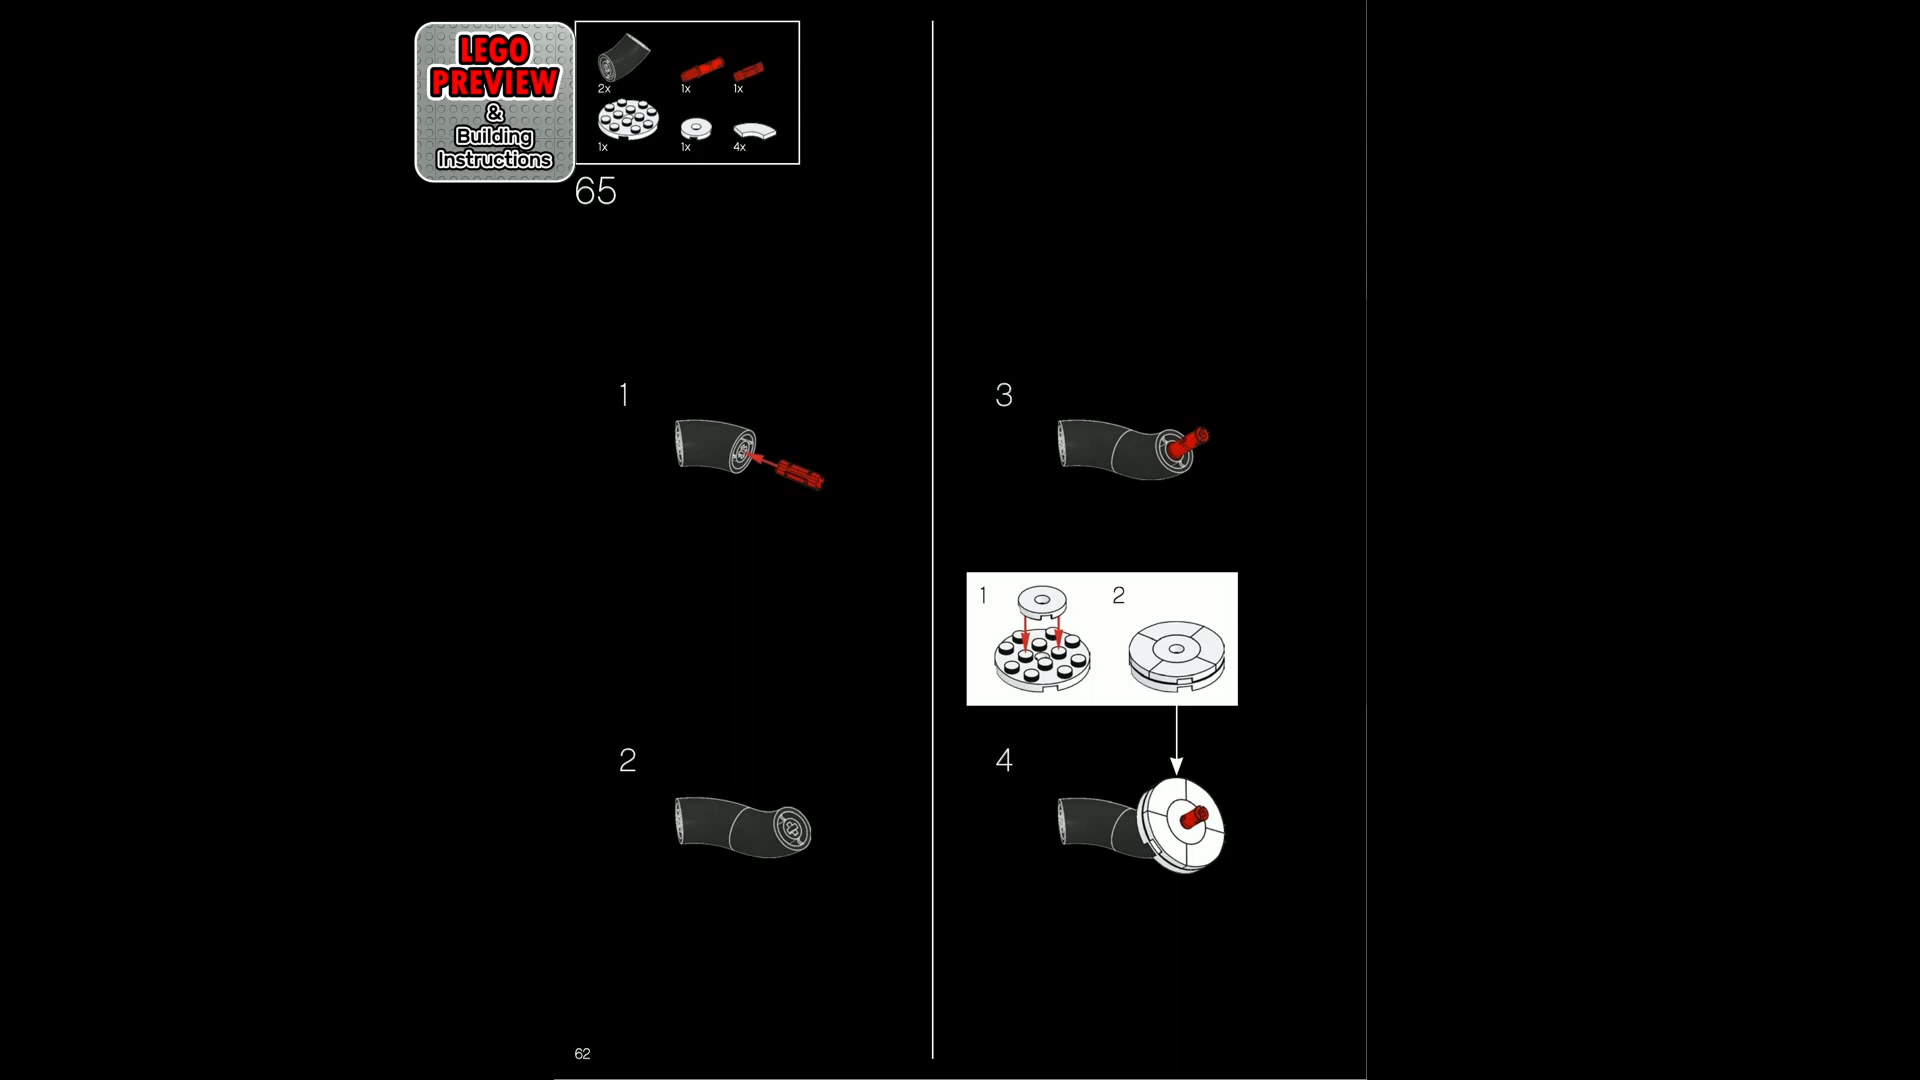 LEGO
PREVIEW
&
Building
Instructions
2x
1x
1x
1x
1x
4x
65
1
2
3
1
2
4
62